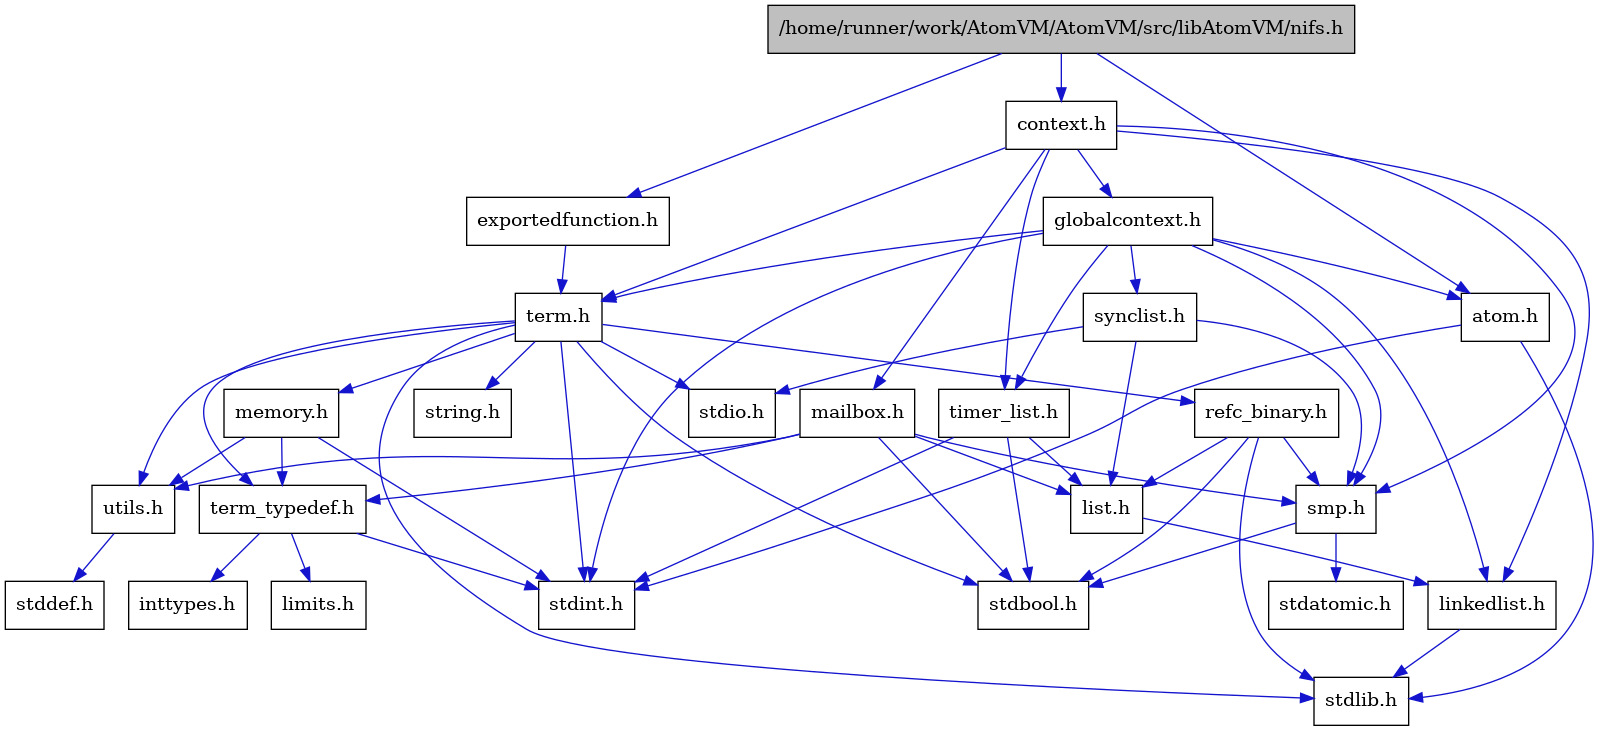 /home/runner/work/AtomVM/AtomVM/src/libAtomVM/nifs.h
context.h
exportedfunction.h
globalcontext.h
term.h
synclist.h
atom.h
memory.h
string.h
stdio.h
mailbox.h
timer_list.h
refc_binary.h
utils.h
term_typedef.h
list.h
smp.h
stddef.h
inttypes.h
limits.h
stdint.h
stdbool.h
stdatomic.h
linkedlist.h
stdlib.h